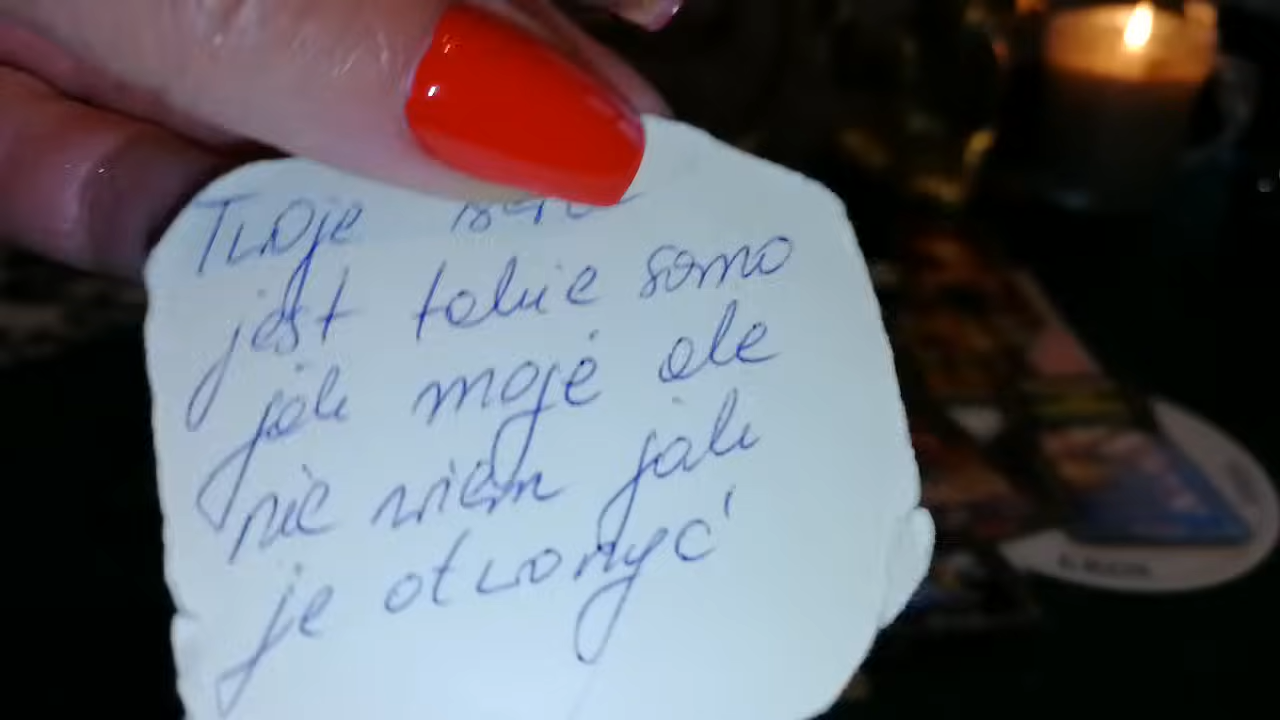 Twoje
jest takie samo
jak moje ale
nie wiem jak
je otworzyć